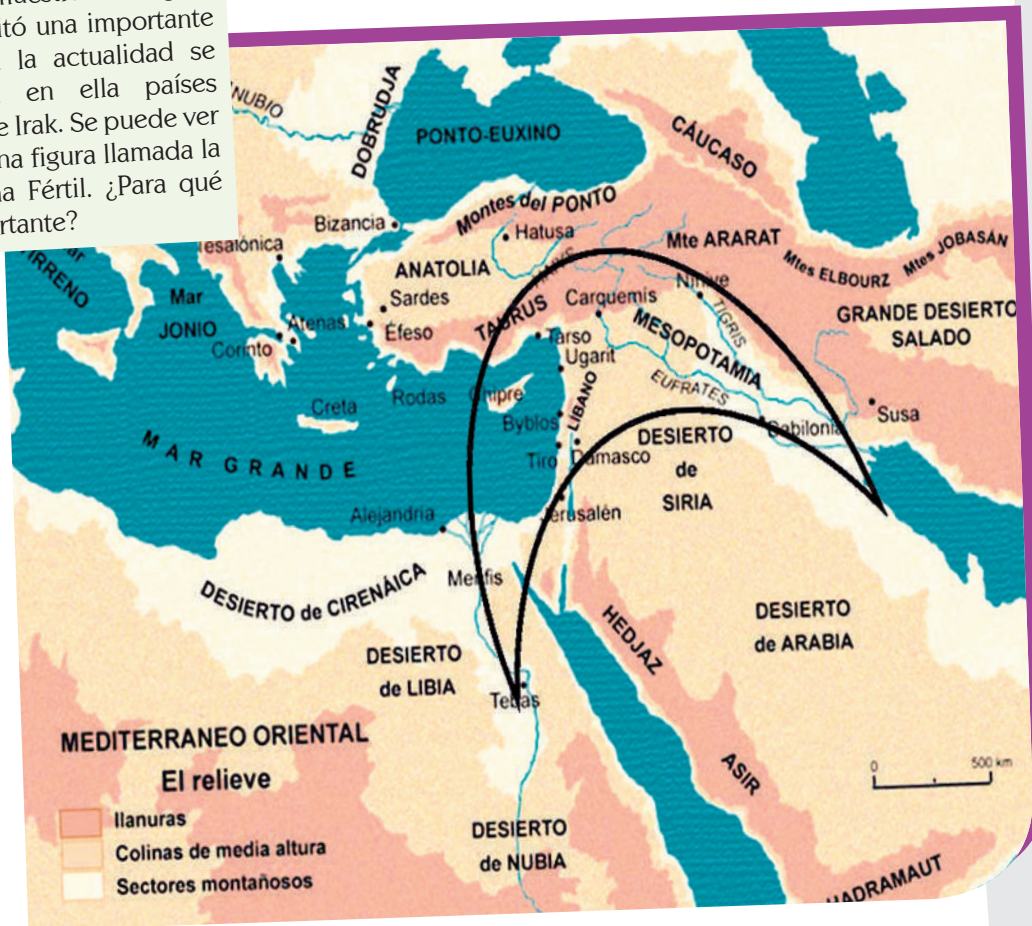 itó una importante
la actualidad se
en ella países
e Irak. Se puede ver
na figura llamada la
na Fértil. ¿Para qué
rtante?
NUBIO
DOBRUDJA
PONTO-EUXINO
CÁUCASO
Bizancia
Montes del PONTO
Hatusa
Mte ARARAT
Mtes ELBOURZ
Mtes JOBASÁN
Tesalónica
TIRRENO
Mar
JONIO
ANATOLIA
Sardes
TAURUS
Carquemis
Nínive
TIGRIS
GRANDE DESIERTO
SALADO
Atenas
Éfeso
Corinto
Tarso
Ugarit
MESOPOTAMIA
EUFRATES
Rodas
Chipre
Creta
LÍBANO
Byblos
Susa
Babilonia
MAR GRANDE
Tiro
Damasco
DESIERTO
de
SIRIA
Alejandria
Jerusalén
Menfis
DESIERTO de CIRENÁICA
DESIERTO
de LIBIA
HEDJAZ
DESIERTO
de ARABIA
Tebas
MEDITERRANEO ORIENTAL
El relieve
llanuras
Colinas de media altura
Sectores montañosos
ASIR
0 500 km
DESIERTO
de NUBIA
HADRAMAUT